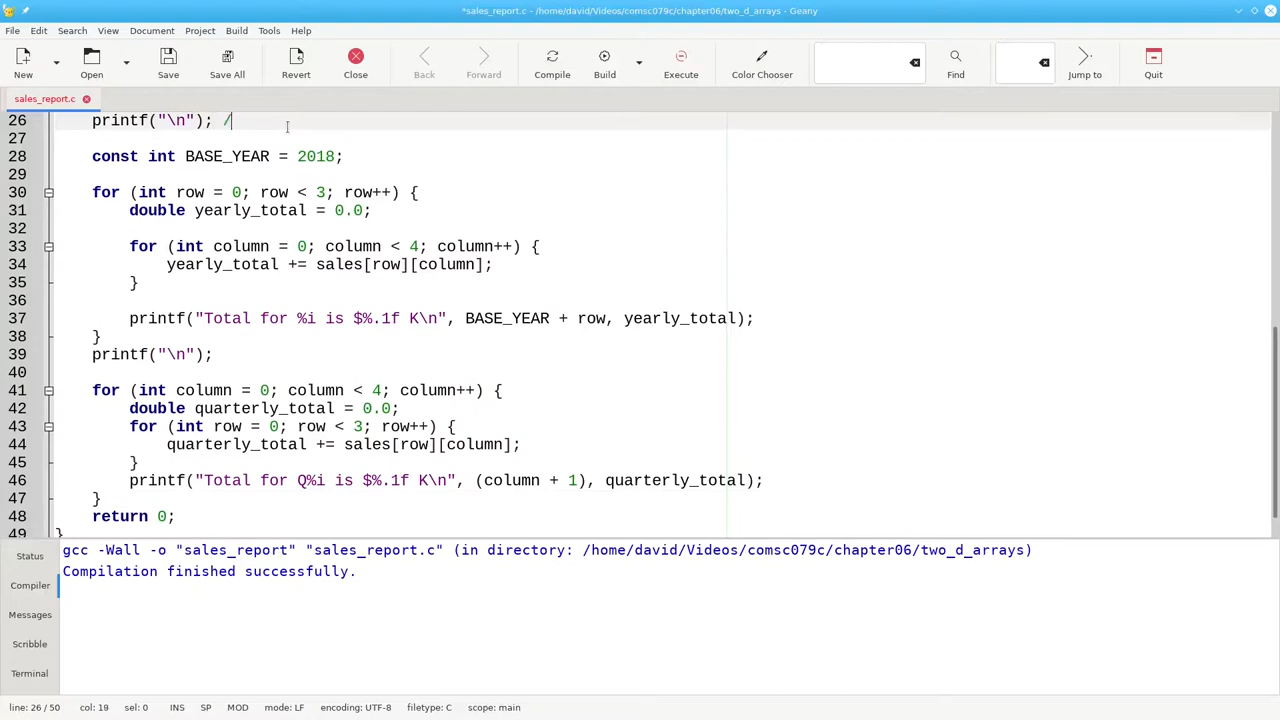 *sales_report.c - /home/david/Videos/comsc079c/chapter06/two_d_arrays - Geany
File Edit Search View Document Project Build Tools Help
New Open Save Save All Revert Close Back Forward Compile Build Execute Color Chooser Find Jump to Quit
sales_report.c
26 printf("\n"); /
27
28 const int BASE_YEAR = 2018;
29
30 for (int row = 0; row < 3; row++) {
31 double yearly_total = 0.0;
32
33 for (int column = 0; column < 4; column++) {
34 yearly_total += sales[row][column];
35 }
36
37 printf("Total for %i is $%.1f K\n", BASE_YEAR + row, yearly_total);
38 }
39 printf("\n");
40
41 for (int column = 0; column < 4; column++) {
42 double quarterly_total = 0.0;
43 for (int row = 0; row < 3; row++) {
44 quarterly_total += sales[row][column];
45 }
46 printf("Total for Q%i is $%.1f K\n", (column + 1), quarterly_total);
47 }
48 return 0;
49 }
Status
Compiler
Messages
Scribble
Terminal
gcc -Wall -o "sales_report" "sales_report.c" (in directory: /home/david/Videos/comsc079c/chapter06/two_d_arrays)
Compilation finished successfully.
line: 26 / 50 col: 18 sel: 0 INS SP MOD mode: LF encoding: UTF-8 filetype: C scope: main